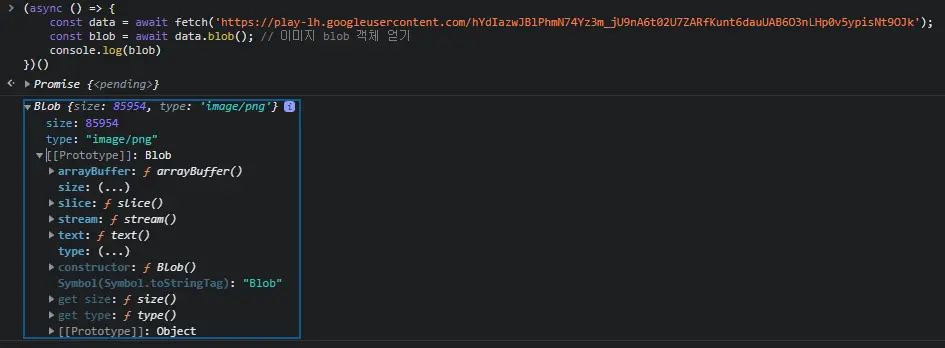 (async () => {
const data = await fetch('https://play-lh.googleusercontent.com/hYdIazwJBlPhmN74Yz3m_jU9nA6t02U7ZARfKunt6dauUAB6O3nLHp0v5ypisNt9OJk');
const blob = await data.blob(); // 이미지 blob 객체 얻기
console.log(blob)
})()
Promise {<pending>}
Blob {size: 85954, type: 'image/png'} i
size: 85954
type: "image/png"
[[Prototype]]: Blob
arrayBuffer: ƒ arrayBuffer()
size: (...)
slice: ƒ slice()
stream: ƒ stream()
text: ƒ text()
type: (...)
constructor: ƒ Blob()
Symbol(Symbol.toStringTag): "Blob"
get size: ƒ size()
get type: ƒ type()
[[Prototype]]: Object